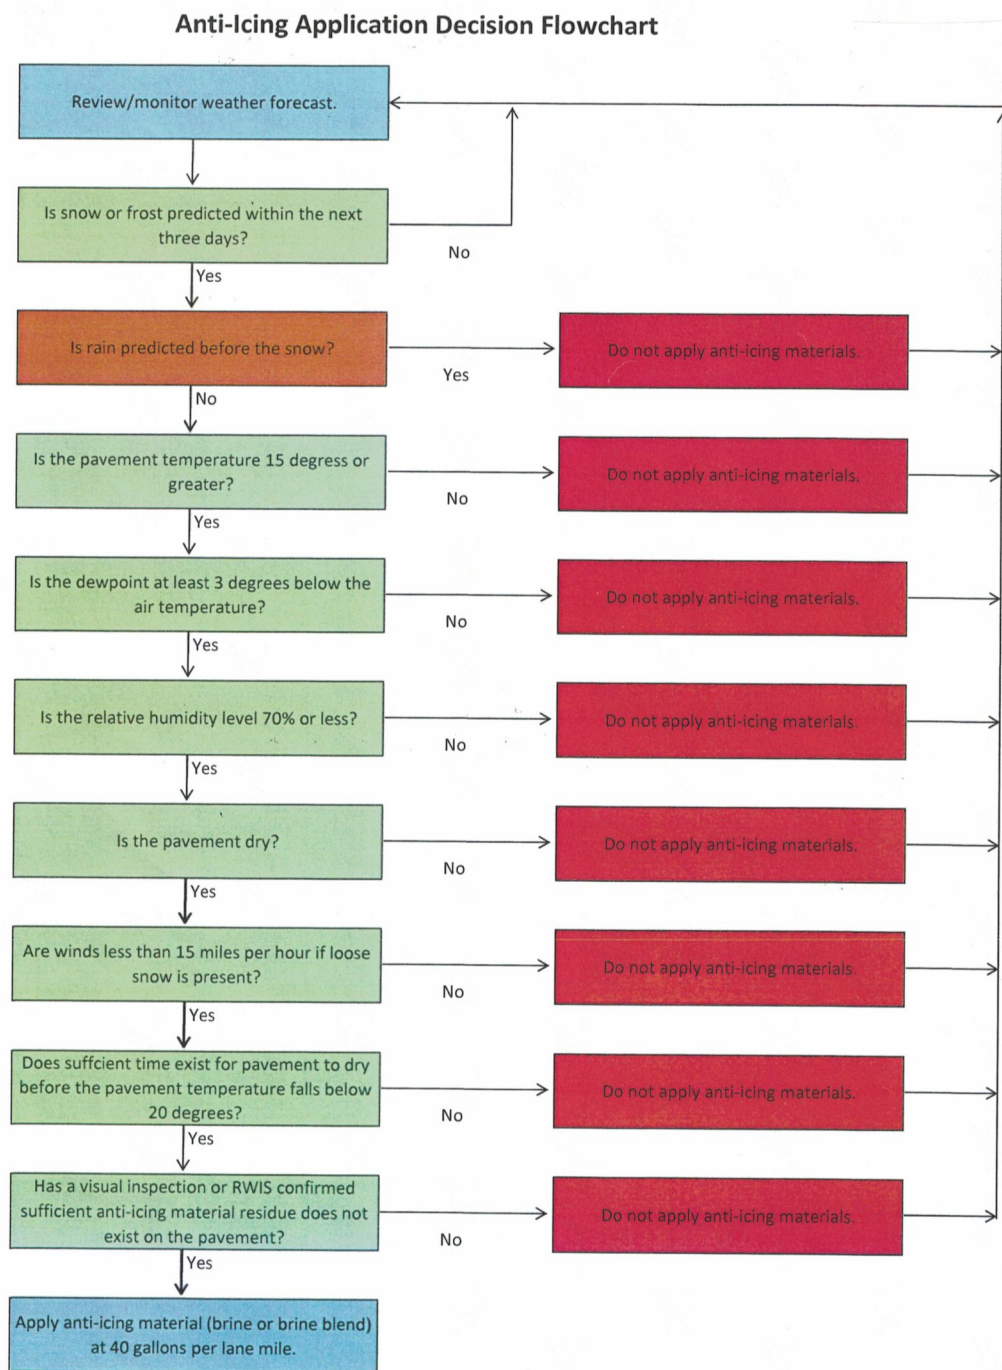 Anti-Icing Application Decision Flowchart
Review/monitor weather forecast.
Is snow or frost predicted within the next
three days?
No
Yes
Is rain predicted before the snow?
Do not apply anti-icing materials.
Yes
No
Is the pavement temperature 15 degress or
greater?
Do not apply anti-icing materials.
No
Yes
Is the dewpoint at least 3 degrees below the
air temperature?
Do not apply anti-icing materials.
No
Yes
Is the relative humidity level 70% or less?
Do not apply anti-icing materials.
No
Yes
Is the pavement dry?
Do not apply anti-icing materials.
No
Yes
Are winds less than 15 miles per hour if loose
snow is present?
Do not apply anti-icing materials.
No
Yes
Does suffcient time exist for pavement to dry
before the pavement temperature falls below
20 degrees?
Do not apply anti-icing materials.
No
Yes
Has a visual inspection or RWIS confirmed
sufficient anti-icing material residue does not
exist on the pavement?
Do not apply anti-icing materials.
No
Yes
Apply anti-icing material (brine or brine blend)
at 40 gallons per lane mile.